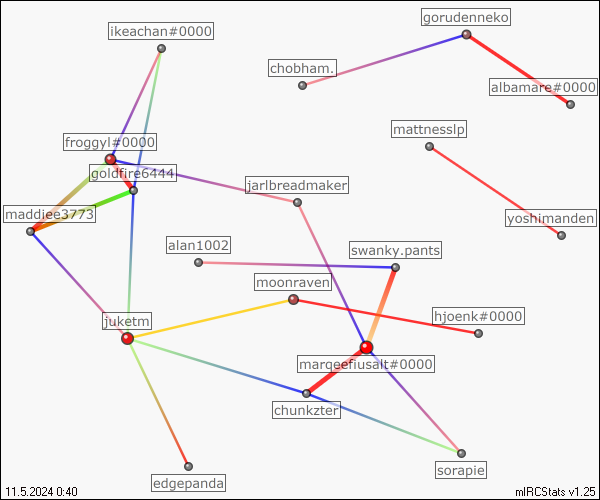 gorudenneko
ikeachan#0000
chobham.
albamare#0000
mattnesslp
froggyl#0000
goldfire6444
jarlbreadmaker
maddiee3773
yoshimanden
alan1002
swanky.pants
moonraven
hjoenk#0000
juketm
margeefiusalt#0000
chunkzter
sorapie
edgepanda
11.5.2024 0:40
mIRCStats v1.25